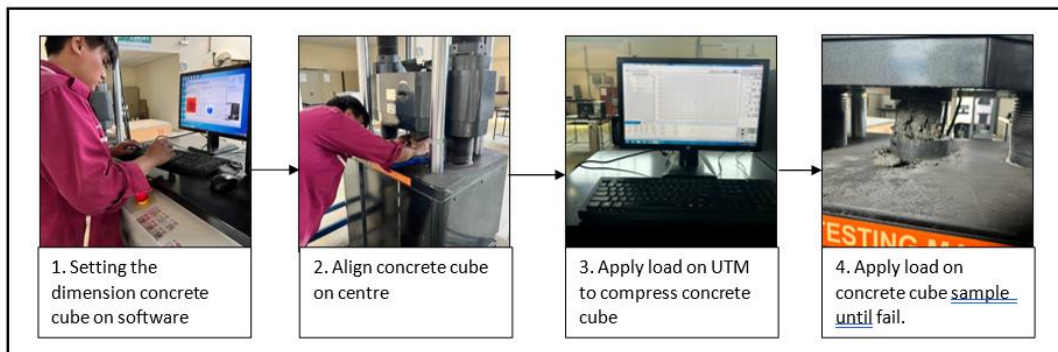 1. Setting the
dimension concrete
cube on software
2. Align concrete cube
on centre
3. Apply load on UTM
to compress concrete
cube
4. Apply load on
concrete cube sample
until fail.
ESTING MA